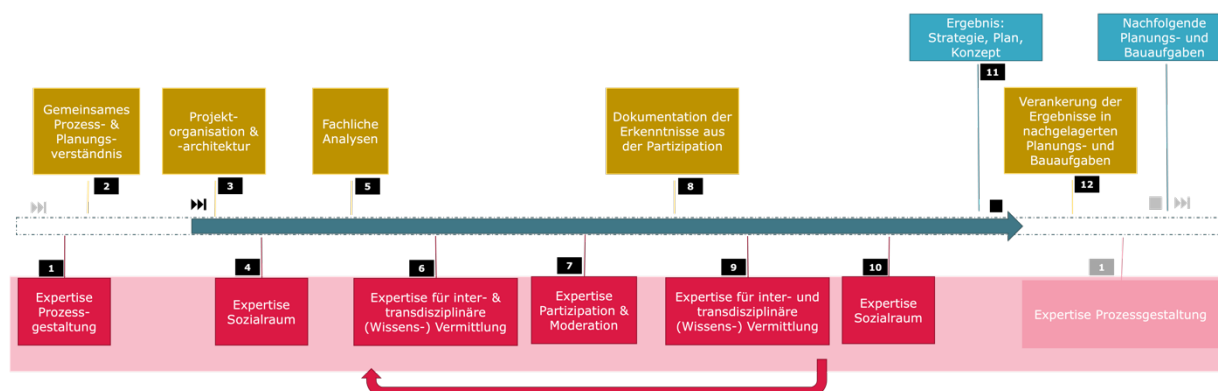 Ergebnis:
Strategie, Plan,
Konzept
11
Nachfolgende
Planungs- und
Bauaufgaben
Gemeinsames
Prozess- &
Planungs-
verständnis
2
Projekt-
organisation &
-architektur
3
Fachliche
Analysen
5
Dokumentation der
Erkenntnisse aus
der Partizipation
8
Verankerung der
Ergebnisse in
nachgelagerten
Planungs- und
Bauaufgaben
12
1
Expertise
Prozess-
gestaltung
4
Expertise
Sozialraum
6
Expertise für inter- &
transdisziplinäre
(Wissens-) Vermittlung
7
Expertise
Partizipation &
Moderation
9
Expertise für inter- und
transdisziplinäre
(Wissens-) Vermittlung
10
Expertise
Sozialraum
1
Expertise Prozessgestaltung